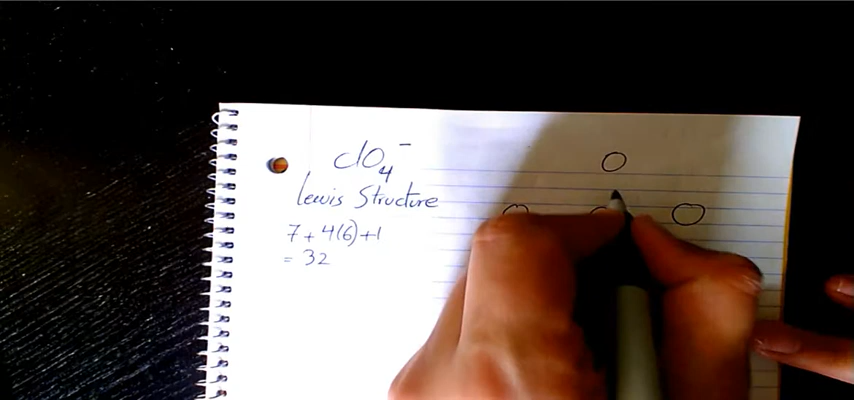 ClO₄⁻
Lewis Structure
7 + 4(6) + 1
= 32
O
O